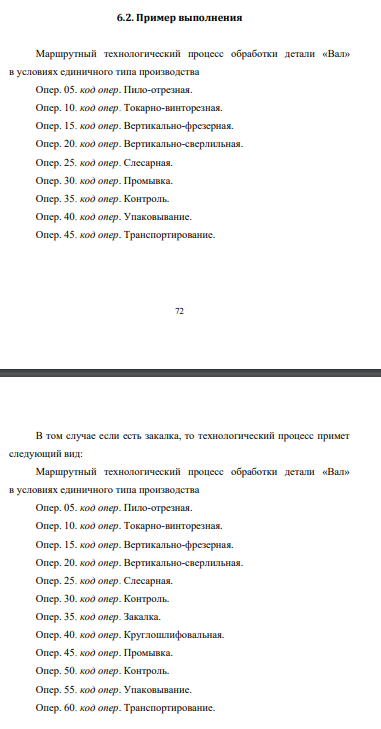 6.2. Пример выполнения
Маршрутный технологический процесс обработки детали «Вал»
в условиях единичного типа производства
Опер. 05. код опер. Пило-отрезная.
Опер. 10. код опер. Токарно-винторезная.
Опер. 15. код опер. Вертикально-фрезерная.
Опер. 20. код опер. Вертикально-сверлильная.
Опер. 25. код опер. Слесарная.
Опер. 30. код опер. Промывка.
Опер. 35. код опер. Контроль.
Опер. 40. код опер. Упаковывание.
Опер. 45. код опер. Транспортирование.
72
В том случае если есть закалка, то технологический процесс примет
следующий вид:
Маршрутный технологический процесс обработки детали «Вал»
в условиях единичного типа производства
Опер. 05. код опер. Пило-отрезная.
Опер. 10. код опер. Токарно-винторезная.
Опер. 15. код опер. Вертикально-фрезерная.
Опер. 20. код опер. Вертикально-сверлильная.
Опер. 25. код опер. Слесарная.
Опер. 30. код опер. Контроль.
Опер. 35. код опер. Закалка.
Опер. 40. код опер. Круглошлифовальная.
Опер. 45. код опер. Промывка.
Опер. 50. код опер. Контроль.
Опер. 55. код опер. Упаковывание.
Опер. 60. код опер. Транспортирование.